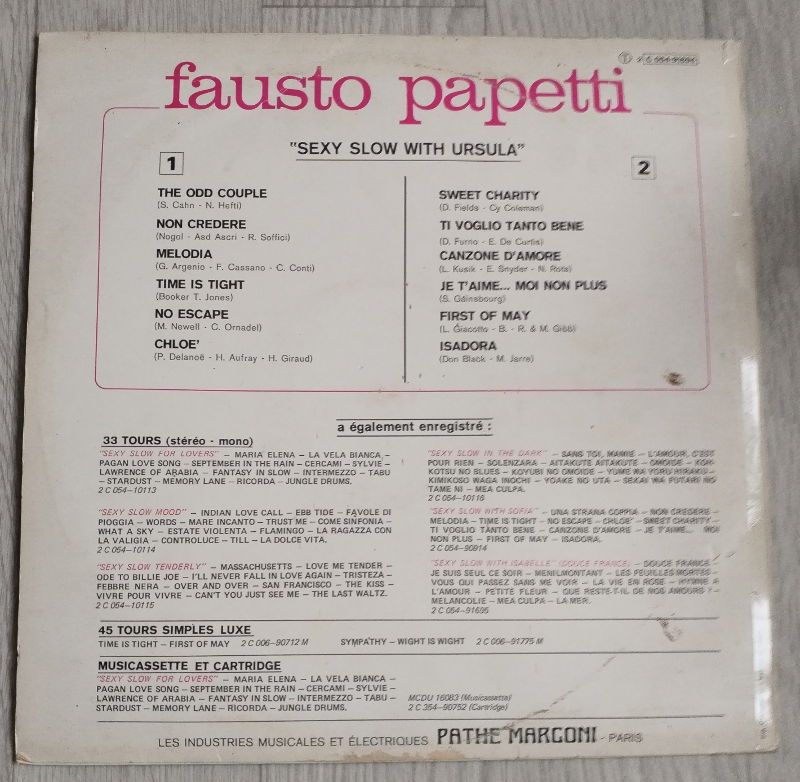 fausto papetti
"SEXY SLOW WITH URSULA"
1
THE ODD COUPLE
(S. Cahn - N. Hefti)
NON CREDERE
(Nogol - Asd Ascri - R. Soffici)
MELODIA
(G. Argenio - F. Cassano - C. Conti)
TIME IS TIGHT
(Booker T. Jones)
NO ESCAPE
(M. Newell - C. Ornadel)
CHLOE'
(P. Delanoë - H. Aufray - H. Giraud)
2
SWEET CHARITY
(D. Fields - Cy Coleman)
TI VOGLIO TANTO BENE
(D. Furno - E. De Curtis)
CANZONE D'AMORE
(L. Kusik - E. Snyder - N. Rota)
JE T'AIME... MOI NON PLUS
(S. Gainsbourg)
FIRST OF MAY
(L. Giacotto - B. - R. & M. Gibb)
ISADORA
(Don Black - M. Jarre)
a également enregistré :
33 TOURS (stéréo - mono)
"SEXY SLOW FOR LOVERS" – MARIA ELENA – LA VELA BIANCA –
PAGAN LOVE SONG – SEPTEMBER IN THE RAIN – CERCAMI – SYLVIE –
LAWRENCE OF ARABIA – FANTASY IN SLOW – INTERMEZZO – TABU
– STARDUST – MEMORY LANE – RICORDA – JUNGLE DRUMS.
2 C 054–10113
"SEXY SLOW MOOD" – INDIAN LOVE CALL – EBB TIDE – FAVOLE DI
PIOGGIA – WORDS – MARE INCANTO – TRUST ME – COME SINFONIA –
WHAT A SKY – ESTATE VIOLENTA – FLAMINGO – LA RAGAZZA CON
LA VALIGIA – CONTROLUCE – TILL – LA DOLCE VITA.
2 C 054–10114
"SEXY SLOW TENDERLY" – MASSACHUSETTS – LOVE ME TENDER –
ODE TO BILLIE JOE – I'LL NEVER FALL IN LOVE AGAIN – TRISTEZA –
FEBBRE NERA – OVER AND OVER – SAN FRANCISCO – THE KISS –
VIVRE POUR VIVRE – CAN'T YOU JUST SEE ME – THE LAST WALTZ.
2 C 054–10115
"SEXY SLOW IN THE DARK" – SANS TOI, MAMIE – L'AMOUR, C'EST
POUR RIEN – SOLENZARA – AITAKUTE AITAKUTE – OMOIDE – KOI-
KOTSU NO BLUES – KOYUBI NO OMOIDE – YUME WA YORU HIRAKU –
KIMIKOSO WAGA INOCHI – YOAKE NO UTA – SEKAI WA FUTARI NO
TAME NI – MEA CULPA.
2 C 054–10116
"SEXY SLOW WITH SOFIA" – UNA STRANA COPPIA – NON CREDERE –
MELODIA – TIME IS TIGHT – NO ESCAPE – CHLOE' – SWEET CHARITY –
TI VOGLIO TANTO BENE – CANZONE D'AMORE – JE T'AIME... MOI
NON PLUS – FIRST OF MAY – ISADORA.
2 C 054–90914
"SEXY SLOW WITH ISABELLE" (DOUCE FRANCE) – DOUCE FRANCE –
JE SUIS SEUL CE SOIR – MENILMONTANT – LES FEUILLES MORTES –
VOUS QUI PASSEZ SANS ME VOIR – LA VIE EN ROSE – HYMNE A
L'AMOUR – PETITE FLEUR – QUE RESTE-T-IL DE NOS AMOURS ? –
MELANCOLIE – MEA CULPA – LA MER.
2 C 054–91695
45 TOURS SIMPLES LUXE
TIME IS TIGHT – FIRST OF MAY 2 C 006–90712 M SYMPATHY – WIGHT IS WIGHT 2 C 006–91775 M
MUSICASSETTE ET CARTRIDGE
"SEXY SLOW FOR LOVERS" – MARIA ELENA – LA VELA BIANCA –
PAGAN LOVE SONG – SEPTEMBER IN THE RAIN – CERCAMI – SYLVIE –
LAWRENCE OF ARABIA – FANTASY IN SLOW – INTERMEZZO – TABU –
STARDUST – MEMORY LANE – RICORDA – JUNGLE DRUMS.
MCDU 16083 (Musicassette)
2 C 354–90752 (Cartridge)
LES INDUSTRIES MUSICALES ET ÉLECTRIQUES PATHE MARCONI - PARIS